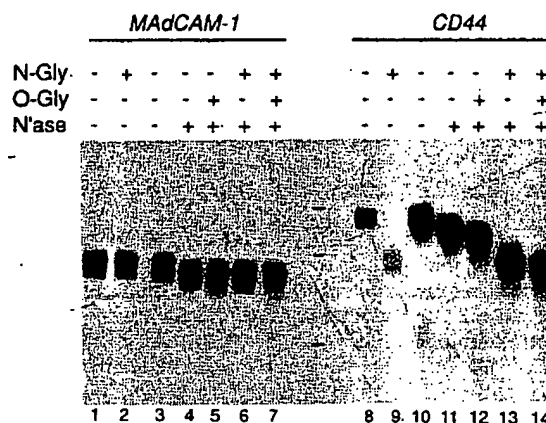 MAdCAM-1 CD44
N-Gly - + - - - + + - + - - - + +
O-Gly - - - - + - + - - - - + - +
N'ase - - - + + + + - - - + + + +
1 2 3 4 5 6 7 8 9. 10 11 12 13 14